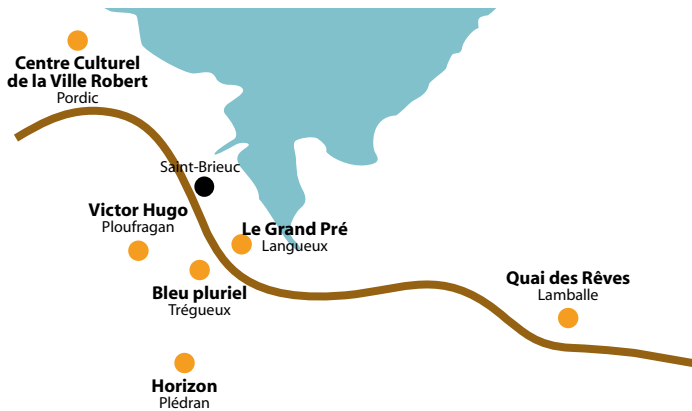 Centre Culturel
de la Ville Robert
Pordic
Saint-Brieuc
Victor Hugo
Ploufragan
Le Grand Pré
Langueux
Bleu pluriel
Trégueux
Quai des Rêves
Lamballe
Horizon
Plédran